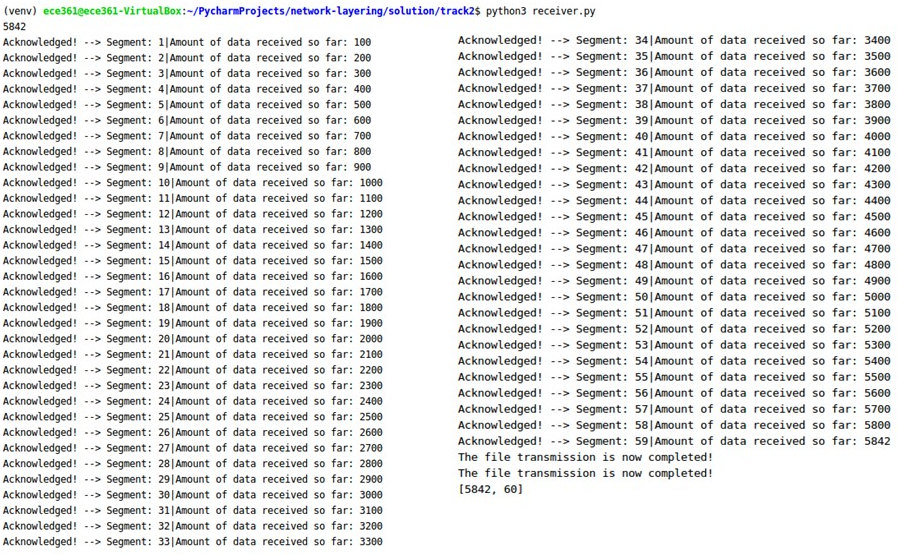 (venv) ece361@ece361-VirtualBox:~/PycharmProjects/network-layering/solution/track2$ python3 receiver.py
5842
Acknowledged! --> Segment: 1|Amount of data received so far: 100
Acknowledged! --> Segment: 2|Amount of data received so far: 200
Acknowledged! --> Segment: 3|Amount of data received so far: 300
Acknowledged! --> Segment: 4|Amount of data received so far: 400
Acknowledged! --> Segment: 5|Amount of data received so far: 500
Acknowledged! --> Segment: 6|Amount of data received so far: 600
Acknowledged! --> Segment: 7|Amount of data received so far: 700
Acknowledged! --> Segment: 8|Amount of data received so far: 800
Acknowledged! --> Segment: 9|Amount of data received so far: 900
Acknowledged! --> Segment: 10|Amount of data received so far: 1000
Acknowledged! --> Segment: 11|Amount of data received so far: 1100
Acknowledged! --> Segment: 12|Amount of data received so far: 1200
Acknowledged! --> Segment: 13|Amount of data received so far: 1300
Acknowledged! --> Segment: 14|Amount of data received so far: 1400
Acknowledged! --> Segment: 15|Amount of data received so far: 1500
Acknowledged! --> Segment: 16|Amount of data received so far: 1600
Acknowledged! --> Segment: 17|Amount of data received so far: 1700
Acknowledged! --> Segment: 18|Amount of data received so far: 1800
Acknowledged! --> Segment: 19|Amount of data received so far: 1900
Acknowledged! --> Segment: 20|Amount of data received so far: 2000
Acknowledged! --> Segment: 21|Amount of data received so far: 2100
Acknowledged! --> Segment: 22|Amount of data received so far: 2200
Acknowledged! --> Segment: 23|Amount of data received so far: 2300
Acknowledged! --> Segment: 24|Amount of data received so far: 2400
Acknowledged! --> Segment: 25|Amount of data received so far: 2500
Acknowledged! --> Segment: 26|Amount of data received so far: 2600
Acknowledged! --> Segment: 27|Amount of data received so far: 2700
Acknowledged! --> Segment: 28|Amount of data received so far: 2800
Acknowledged! --> Segment: 29|Amount of data received so far: 2900
Acknowledged! --> Segment: 30|Amount of data received so far: 3000
Acknowledged! --> Segment: 31|Amount of data received so far: 3100
Acknowledged! --> Segment: 32|Amount of data received so far: 3200
Acknowledged! --> Segment: 33|Amount of data received so far: 3300
Acknowledged! --> Segment: 34|Amount of data received so far: 3400
Acknowledged! --> Segment: 35|Amount of data received so far: 3500
Acknowledged! --> Segment: 36|Amount of data received so far: 3600
Acknowledged! --> Segment: 37|Amount of data received so far: 3700
Acknowledged! --> Segment: 38|Amount of data received so far: 3800
Acknowledged! --> Segment: 39|Amount of data received so far: 3900
Acknowledged! --> Segment: 40|Amount of data received so far: 4000
Acknowledged! --> Segment: 41|Amount of data received so far: 4100
Acknowledged! --> Segment: 42|Amount of data received so far: 4200
Acknowledged! --> Segment: 43|Amount of data received so far: 4300
Acknowledged! --> Segment: 44|Amount of data received so far: 4400
Acknowledged! --> Segment: 45|Amount of data received so far: 4500
Acknowledged! --> Segment: 46|Amount of data received so far: 4600
Acknowledged! --> Segment: 47|Amount of data received so far: 4700
Acknowledged! --> Segment: 48|Amount of data received so far: 4800
Acknowledged! --> Segment: 49|Amount of data received so far: 4900
Acknowledged! --> Segment: 50|Amount of data received so far: 5000
Acknowledged! --> Segment: 51|Amount of data received so far: 5100
Acknowledged! --> Segment: 52|Amount of data received so far: 5200
Acknowledged! --> Segment: 53|Amount of data received so far: 5300
Acknowledged! --> Segment: 54|Amount of data received so far: 5400
Acknowledged! --> Segment: 55|Amount of data received so far: 5500
Acknowledged! --> Segment: 56|Amount of data received so far: 5600
Acknowledged! --> Segment: 57|Amount of data received so far: 5700
Acknowledged! --> Segment: 58|Amount of data received so far: 5800
Acknowledged! --> Segment: 59|Amount of data received so far: 5842
The file transmission is now completed!
The file transmission is now completed!
[5842, 60]